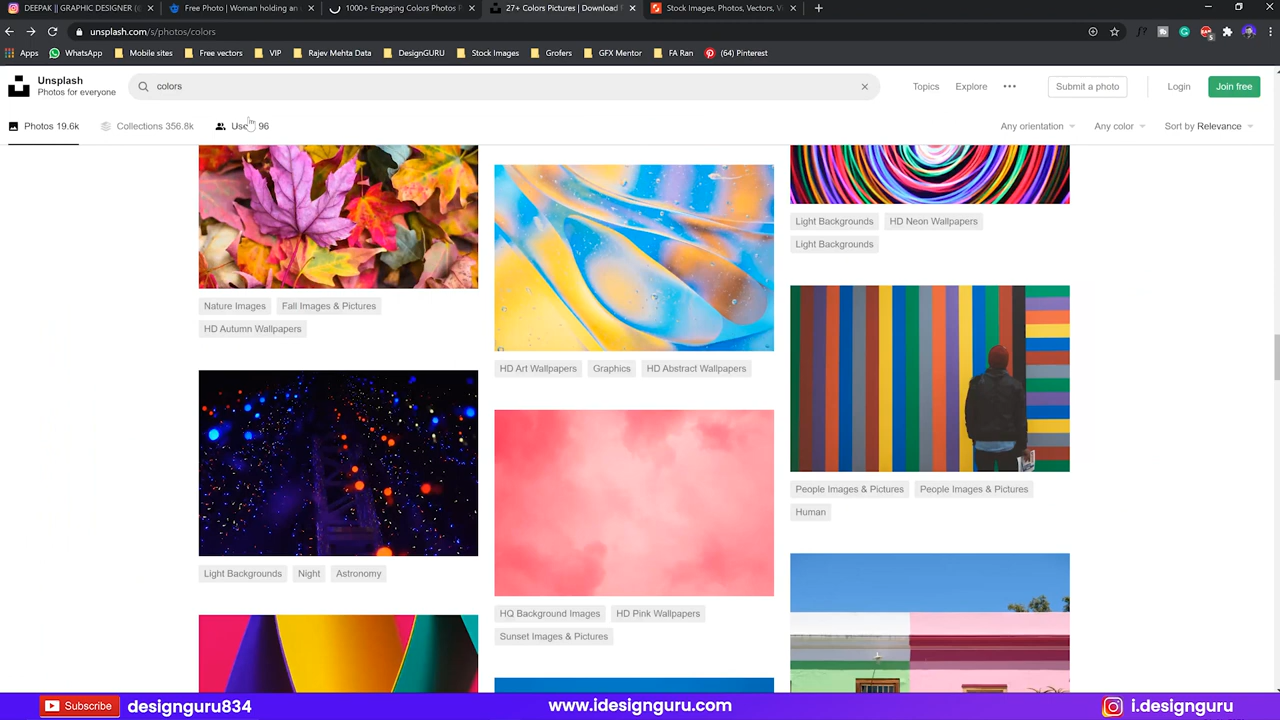 DEEPAK || GRAPHIC DESIGNER (
Free Photo | Woman holding an
1000+ Engaging Colors Photos
27+ Colors Pictures | Download F
Stock Images, Photos, Vectors, V
unsplash.com/s/photos/colors
Apps WhatsApp Mobile sites Free vectors VIP Rajev Mehta Data DesignGURU Stock Images Grofers GFX Mentor FA Ran (64) Pinterest
Unsplash
Photos for everyone
colors
Topics Explore Submit a photo Login Join free
Photos 19.6k Collections 356.8k 96 Any orientation Any color Sort by Relevance
Light Backgrounds HD Neon Wallpapers
Light Backgrounds
Nature Images Fall Images & Pictures
HD Autumn Wallpapers
HD Art Wallpapers Graphics HD Abstract Wallpapers
People Images & Pictures People Images & Pictures
Human
Light Backgrounds Night Astronomy
HQ Background Images HD Pink Wallpapers
Sunset Images & Pictures
Subscribe designguru834 www.idesignguru.com i.designguru